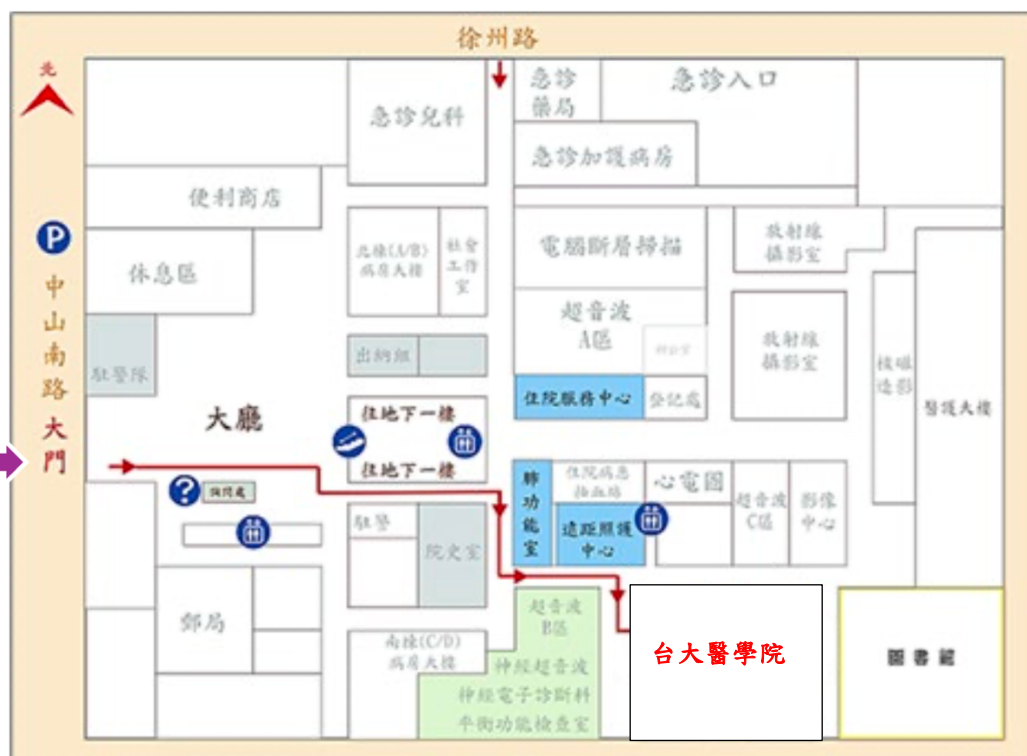 徐州路
北
急診兒科
急診
藥局
急診入口
急診加護病房
便利商店
P
中山南路大門
休息區
駐警隊
北棟(A/B)
病房大樓
社會
工作
室
電腦斷層掃描
放射線
攝影室
超音波
A區
放射線
攝影室
核磁
造影
醫護大樓
出納組
住院服務中心
登記處
大廳
往地下一樓
往地下一樓
?
詢問處
肺功能室
住院病患
抽血站
心電圖
遠距照護
中心
超音波
C區
影像
中心
駐警
院史室
郵局
南棟(C/D)
病房大樓
超音波
B區
神經超音波
神經電子診斷科
平衡功能檢查室
台大醫學院
圖書館